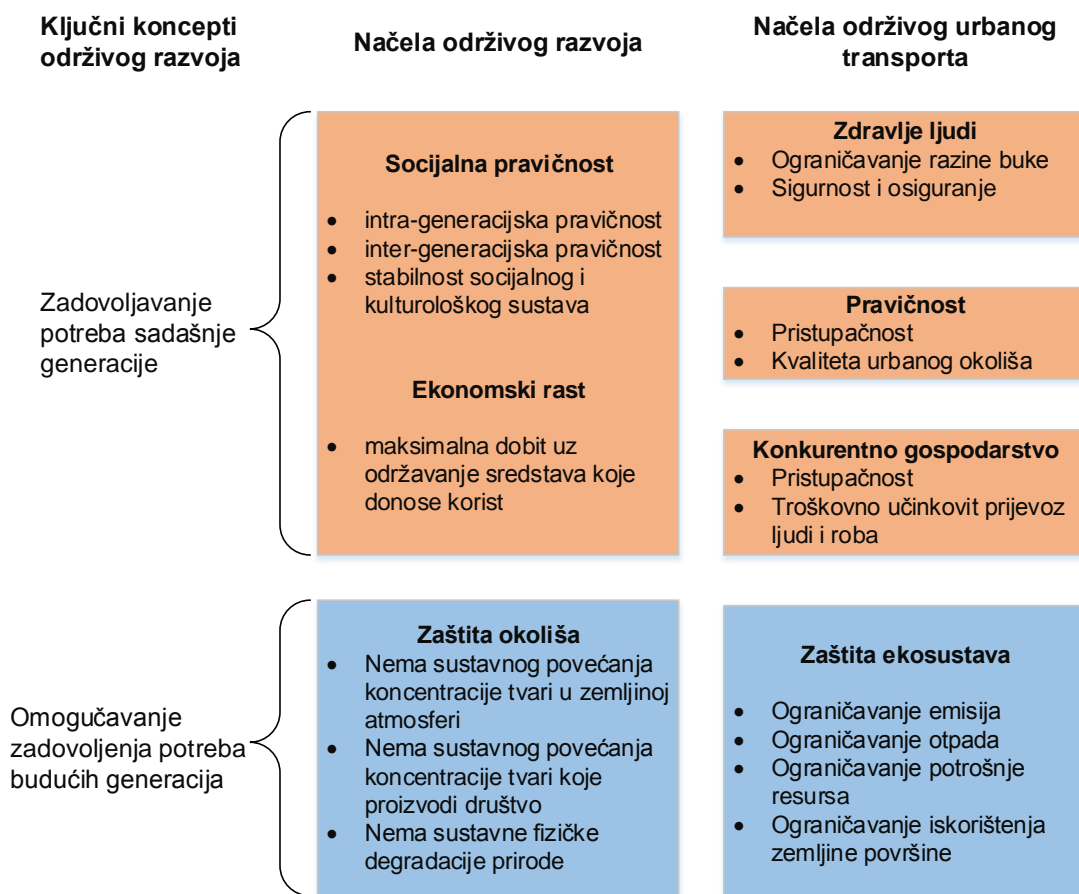 Ključni koncepti
održivog razvoja
Načela održivog razvoja
Načela održivog urbanog
transporta
Zadovoljavanje
potreba sadašnje
generacije
Socijalna pravičnost
• intra-generacijska pravičnost
• inter-generacijska pravičnost
• stabilnost socijalnog i
kulturološkog sustava
Ekonomski rast
• maksimalna dobit uz
održavanje sredstava koje
donose korist
Zdravlje ljudi
• Ograničavanje razine buke
• Sigurnost i osiguranje
Pravičnost
• Pristupačnost
• Kvaliteta urbanog okoliša
Konkurentno gospodarstvo
• Pristupačnost
• Troškovno učinkovit prijevoz
ljudi i roba
Omogučavanje
zadovoljenja potreba
budućih generacija
Zaštita okoliša
• Nema sustavnog povećanja
koncentracije tvari u zemljinoj
atmosferi
• Nema sustavnog povećanja
koncentracije tvari koje
proizvodi društvo
• Nema sustavne fizičke
degradacije prirode
Zaštita ekosustava
• Ograničavanje emisija
• Ograničavanje otpada
• Ograničavanje potrošnje
resursa
• Ograničavanje iskorištenja
zemljine površine